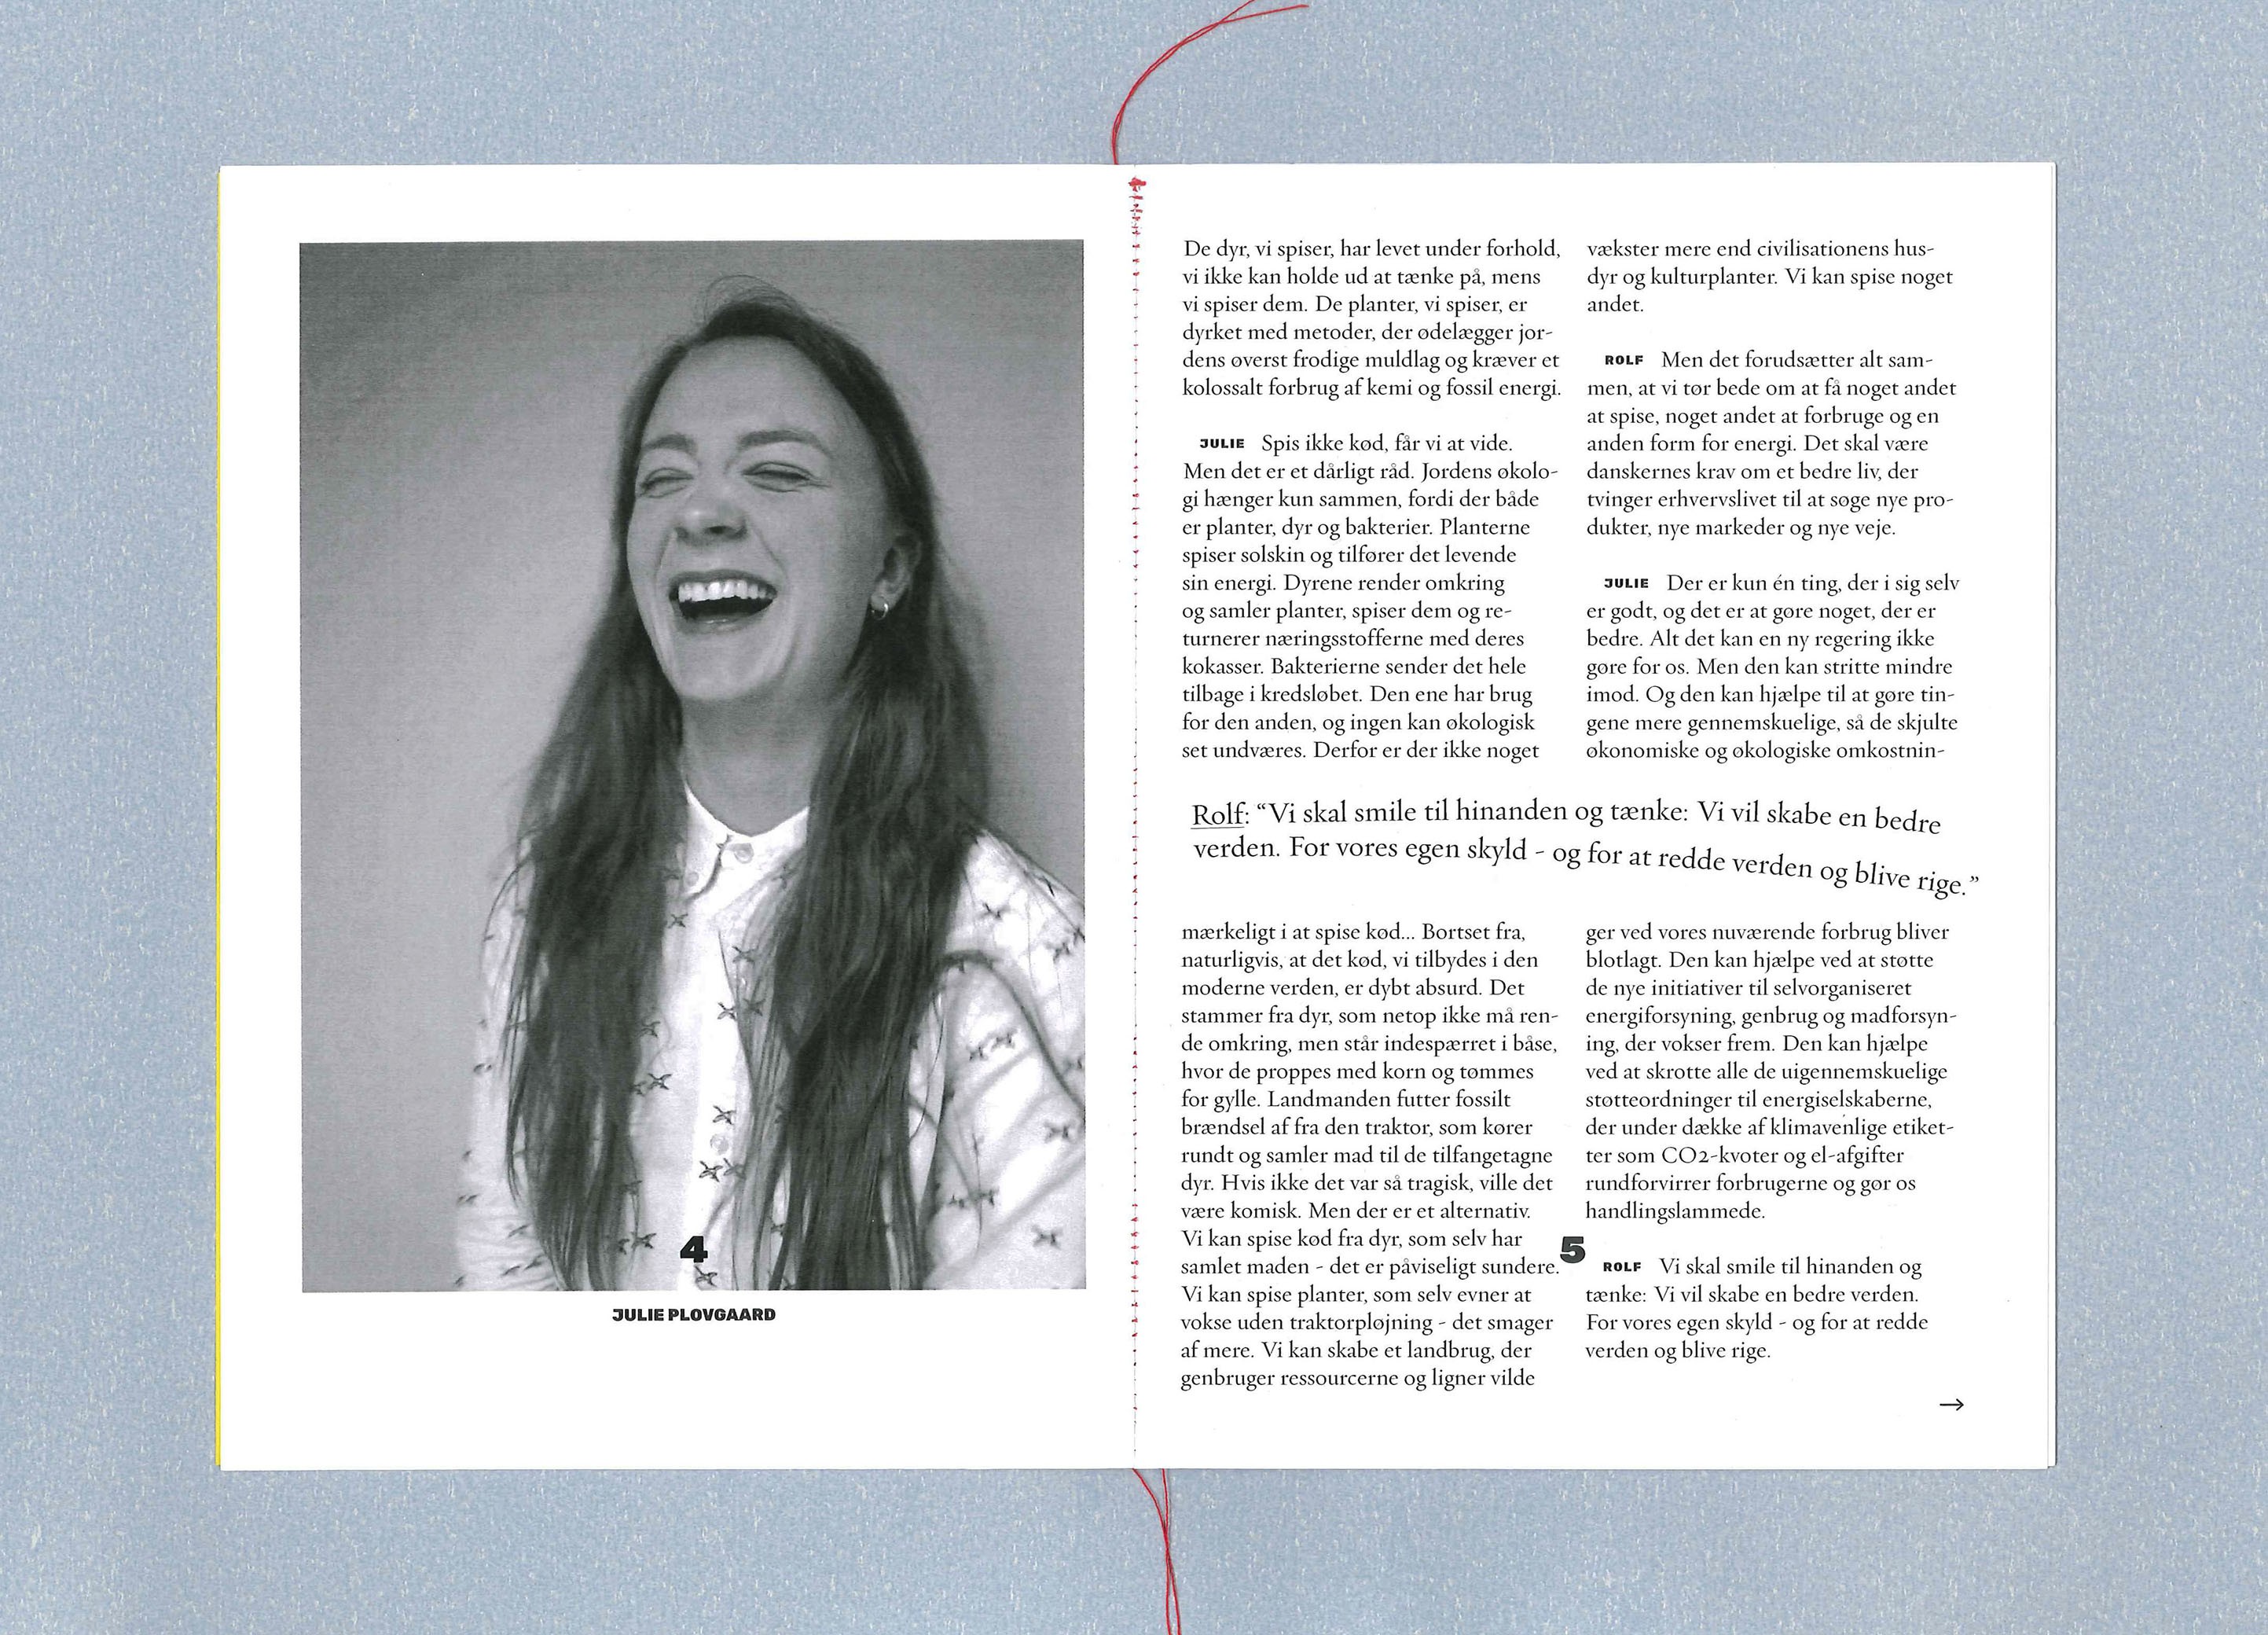 4
JULIE PLOVGAARD
De dyr, vi spiser, har levet under forhold,
vi ikke kan holde ud at tænke på, mens
vi spiser dem. De planter, vi spiser, er
dyrket med metoder, der ødelægger jor-
dens øverst frodige muldlag og kræver et
kolossalt forbrug af kemi og fossil energi.
JULIE Spis ikke kød, får vi at vide.
Men det er et dårligt råd. Jordens økolo-
gi hænger kun sammen, fordi der både
er planter, dyr og bakterier. Planterne
spiser solskin og tilfører det levende
sin energi. Dyrene render omkring
og samler planter, spiser dem og re-
turnerer næringsstofferne med deres
kokasser. Bakterierne sender det hele
tilbage i kredsløbet. Den ene har brug
for den anden, og ingen kan økologisk
set undværes. Derfor er der ikke noget
mærkeligt i at spise kød... Bortset fra,
naturligvis, at det kød, vi tilbydes i den
moderne verden, er dybt absurd. Det
stammer fra dyr, som netop ikke må ren-
de omkring, men står indespærret i båse,
hvor de proppes med korn og tømmes
for gylle. Landmanden futter fossilt
brændsel af fra den traktor, som kører
rundt og samler mad til de tilfangetagne
dyr. Hvis ikke det var så tragisk, ville det
være komisk. Men der er et alternativ.
Vi kan spise kød fra dyr, som selv har
samlet maden - det er påviseligt sundere.
Vi kan spise planter, som selv evner at
vokse uden traktorpløjning - det smager
af mere. Vi kan skabe et landbrug, der
genbruger ressourcerne og ligner vilde
vækster mere end civilisationens hus-
dyr og kulturplanter. Vi kan spise noget
andet.
ROLF Men det forudsætter alt sam-
men, at vi tør bede om at få noget andet
at spise, noget andet at forbruge og en
anden form for energi. Det skal være
danskernes krav om et bedre liv, der
tvinger erhvervslivet til at søge nye pro-
dukter, nye markeder og nye veje.
JULIE Der er kun én ting, der i sig selv
er godt, og det er at gøre noget, der er
bedre. Alt det kan en ny regering ikke
gøre for os. Men den kan stritte mindre
imod. Og den kan hjælpe til at gøre tin-
gene mere gennemskuelige, så de skjulte
økonomiske og økologiske omkostnin-
Rolf: “Vi skal smile til hinanden og tænke: Vi vil skabe en bedre
verden. For vores egen skyld - og for at redde verden og blive rige.”
ger ved vores nuværende forbrug bliver
blotlagt. Den kan hjælpe ved at støtte
de nye initiativer til selvorganiseret
energiforsyning, genbrug og madforsyn-
ing, der vokser frem. Den kan hjælpe
ved at skrotte alle de uigennemskuelige
støtteordninger til energiselskaberne,
der under dække af klimavenlige etiket-
ter som CO2-kvoter og el-afgifter
rundforvirrer forbrugerne og gør os
handlingslammede.
5
ROLF Vi skal smile til hinanden og
tænke: Vi vil skabe en bedre verden.
For vores egen skyld - og for at redde
verden og blive rige.
→